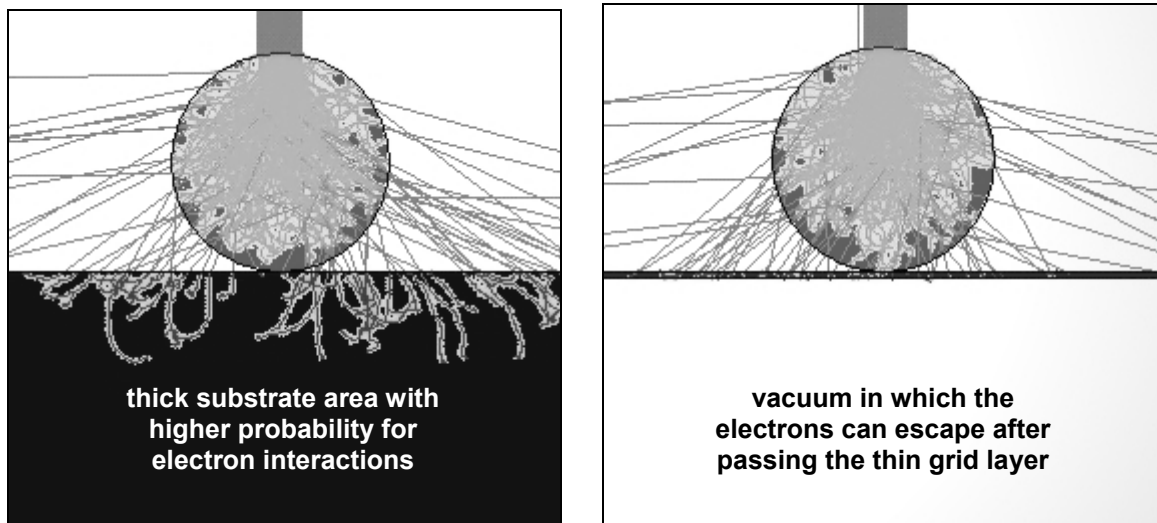 thick substrate area with
higher probability for
electron interactions
vacuum in which the
electrons can escape after
passing the thin grid layer